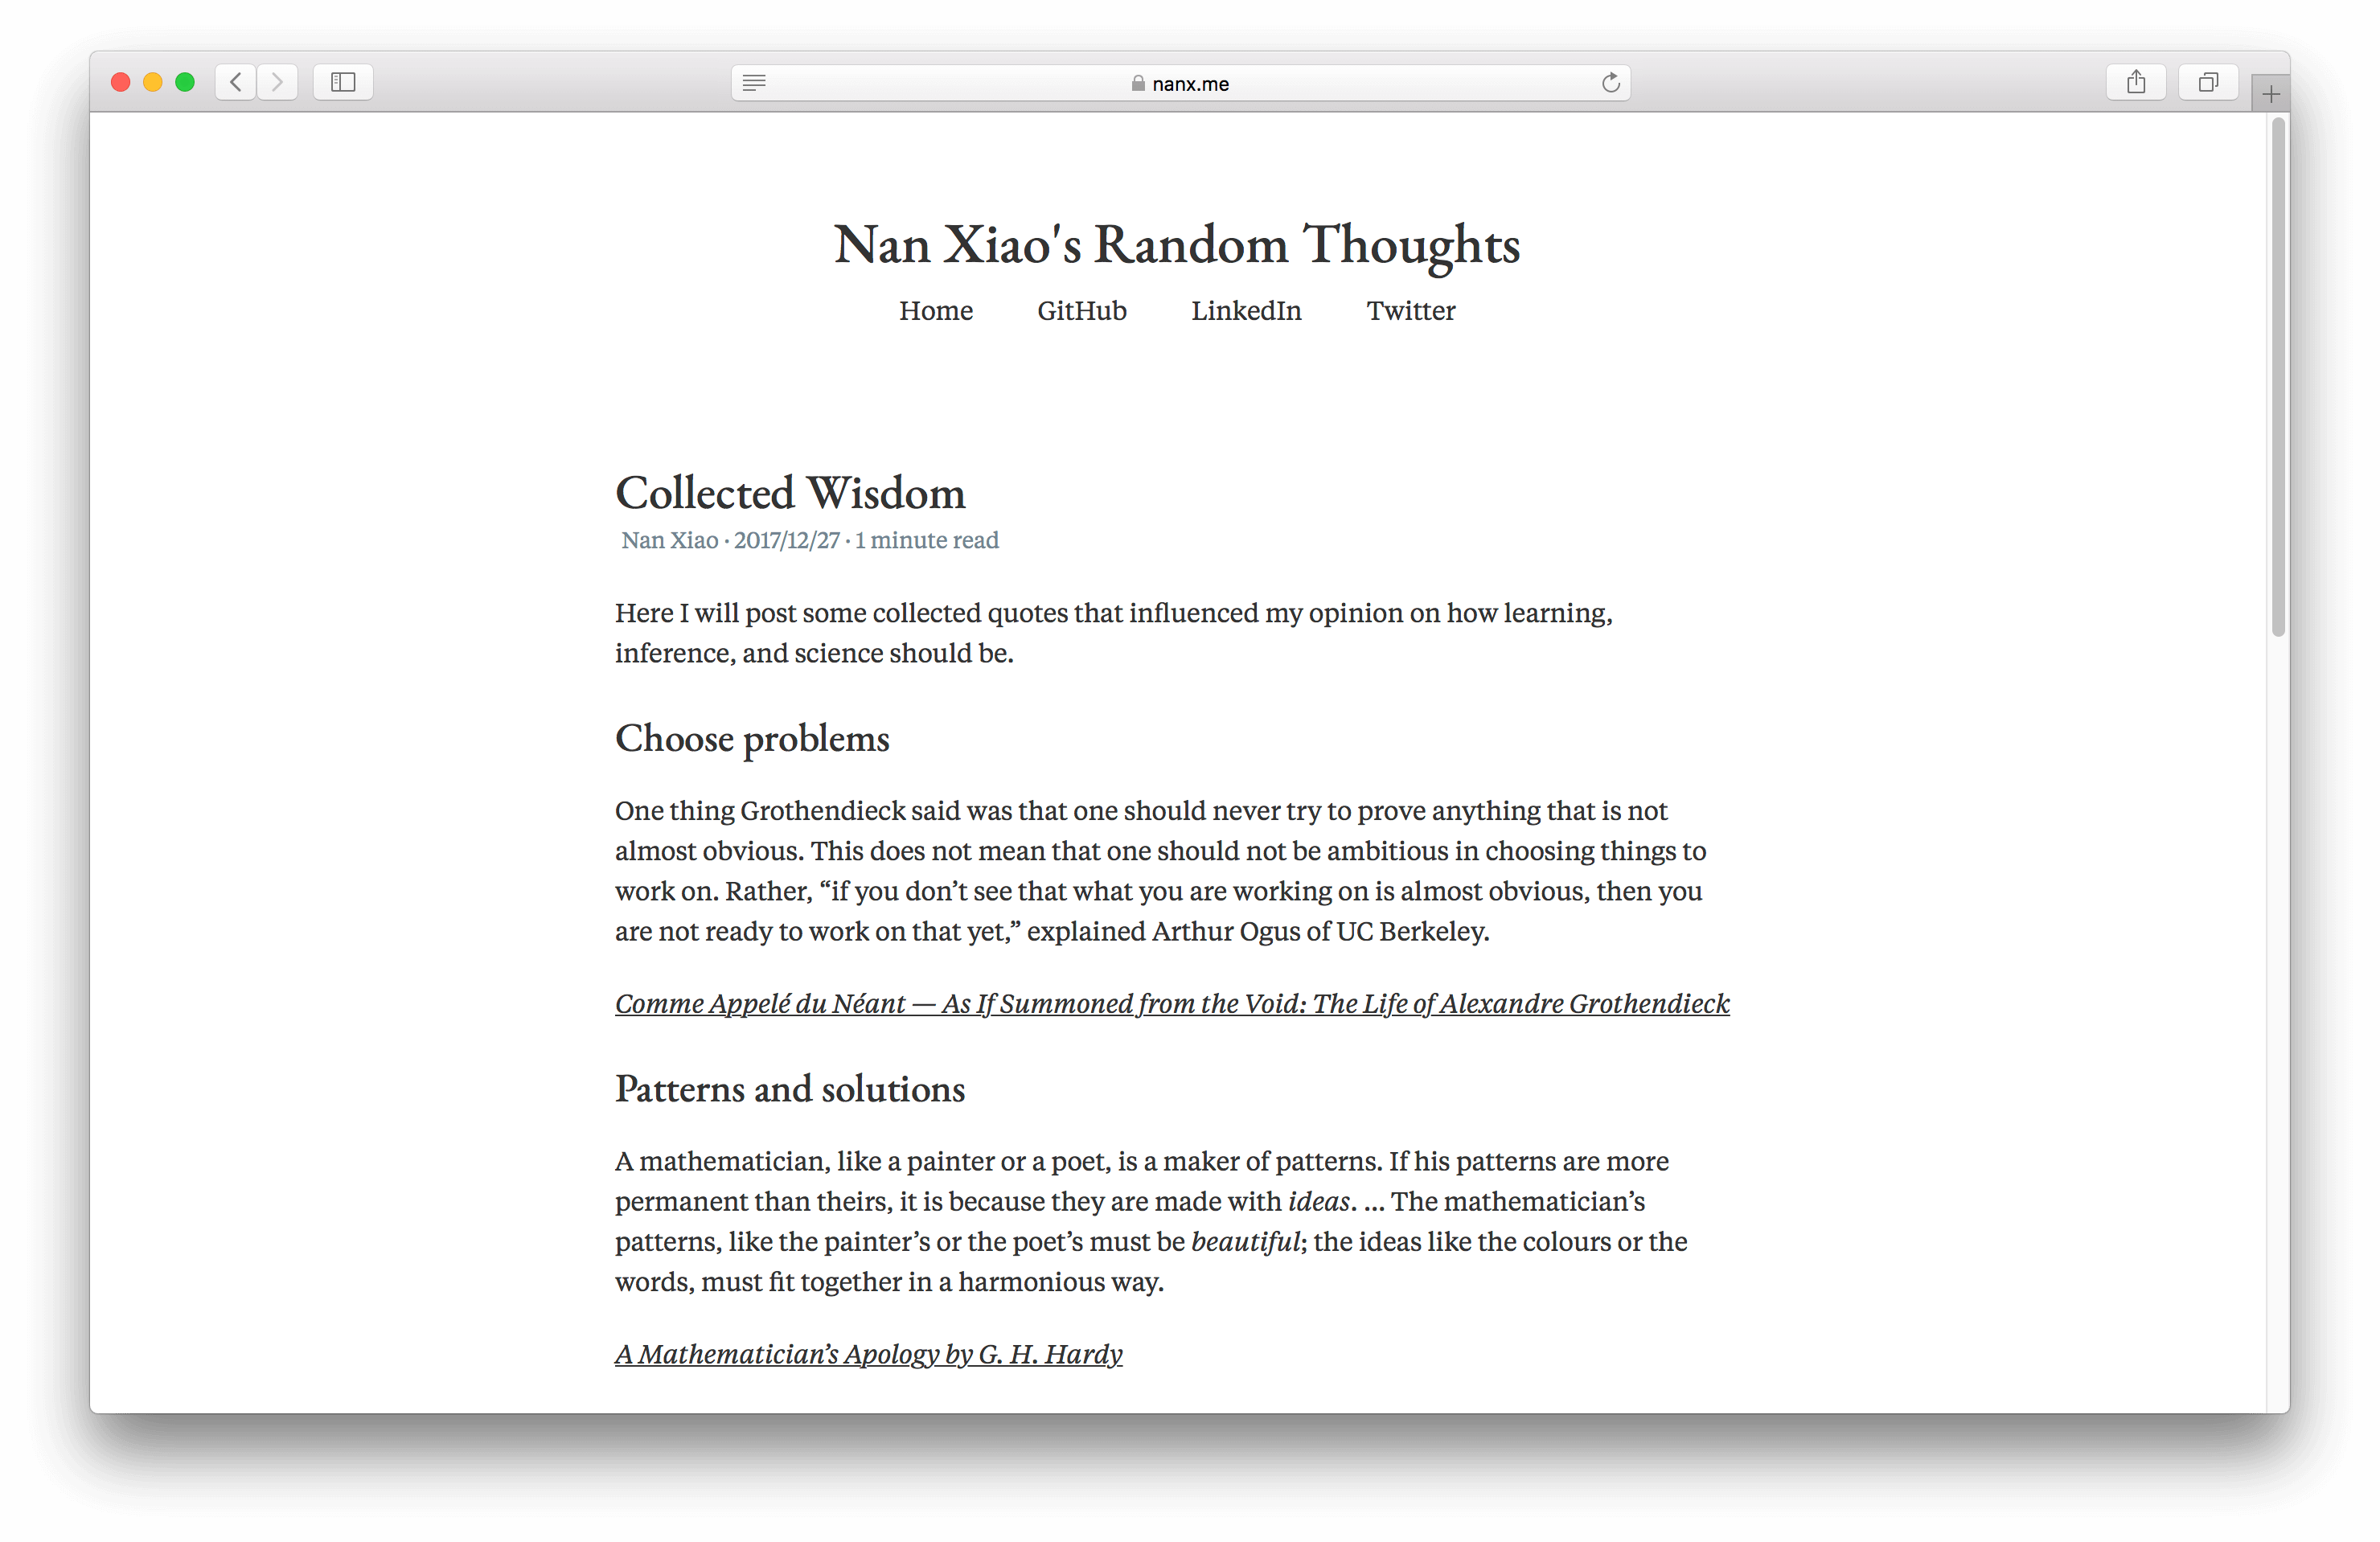 nanx.me
Nan Xiao's Random Thoughts
Home GitHub LinkedIn Twitter
Collected Wisdom
Nan Xiao · 2017/12/27 · 1 minute read
Here I will post some collected quotes that influenced my opinion on how learning,
inference, and science should be.
Choose problems
One thing Grothendieck said was that one should never try to prove anything that is not
almost obvious. This does not mean that one should not be ambitious in choosing things to
work on. Rather, “if you don’t see that what you are working on is almost obvious, then you
are not ready to work on that yet,” explained Arthur Ogus of UC Berkeley.
Comme Appelé du Néant — As If Summoned from the Void: The Life of Alexandre Grothendieck
Patterns and solutions
A mathematician, like a painter or a poet, is a maker of patterns. If his patterns are more
permanent than theirs, it is because they are made with ideas. … The mathematician’s
patterns, like the painter’s or the poet’s must be beautiful; the ideas like the colours or the
words, must fit together in a harmonious way.
A Mathematician’s Apology by G. H. Hardy